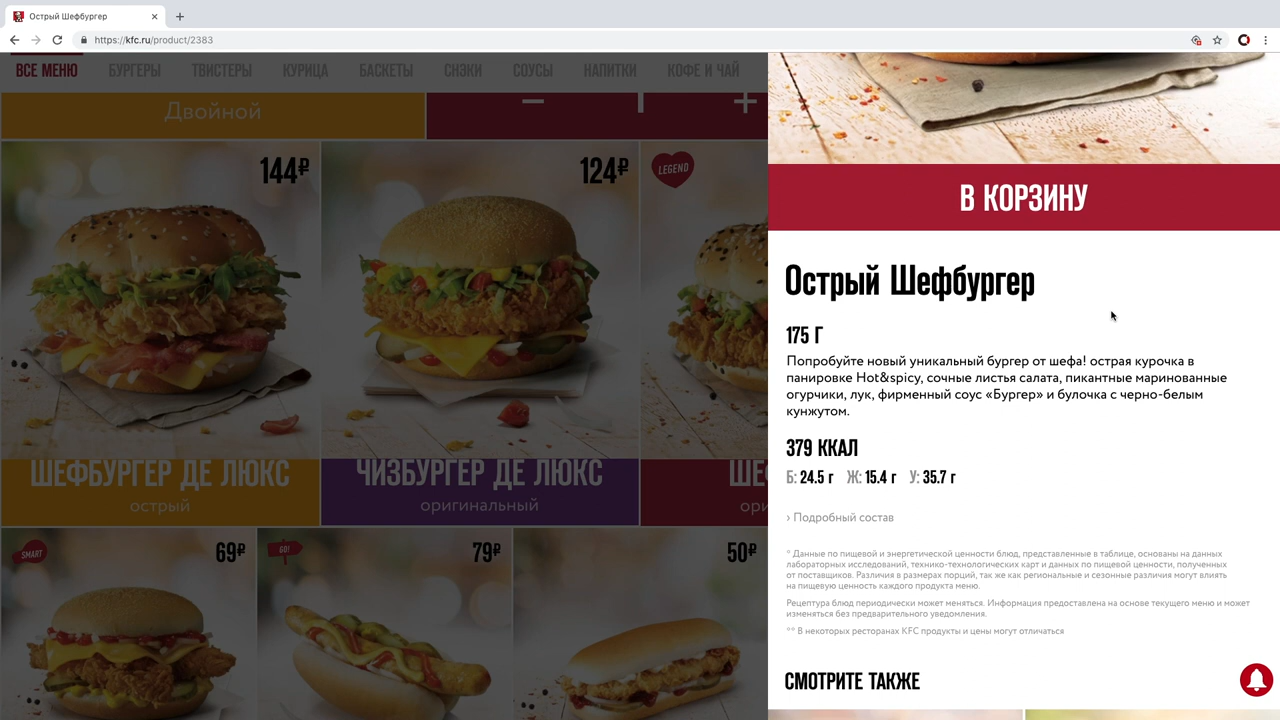 Острый Шефбургер
https://kfc.ru/product/2383
ВСЕ МЕНЮ
БУРГЕРЫ
ТВИСТЕРЫ
КУРИЦА
БАСКЕТЫ
СНЭКИ
СОУСЫ
НАПИТКИ
КОФЕ И ЧАЙ
Двойной
144₽
124₽
LEGEND
ШЕФБУРГЕР ДЕ ЛЮКС
острый
ЧИЗБУРГЕР ДЕ ЛЮКС
оригинальный
SMART
69₽
GO!
79₽
50₽
В КОРЗИНУ
Острый Шефбургер
175 Г
Попробуйте новый уникальный бургер от шефа! острая курочка в
панировке Hot&spicy, сочные листья салата, пикантные маринованные
огурчики, лук, фирменный соус «Бургер» и булочка с черно-белым
кунжутом.
379 ККАЛ
Б: 24.5 г Ж: 15.4 г У: 35.7 г
› Подробный состав
* Данные по пищевой и энергетической ценности блюд, представленные в таблице, основаны на данных
лабораторных исследований, технико-технологических карт и данных по пищевой ценности, полученных
от поставщиков. Различия в размерах порций, так же как региональные и сезонные различия могут влиять
на пищевую ценность каждого продукта меню.
Рецептура блюд периодически может меняться. Информация предоставлена на основе текущего меню и может
изменяться без предварительного уведомления.
** В некоторых ресторанах KFC продукты и цены могут отличаться
СМОТРИТЕ ТАКЖЕ